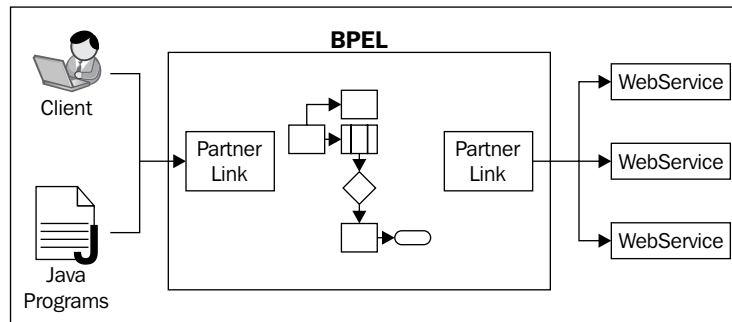 BPEL
Client
Java
Programs
Partner
Link
Partner
Link
WebService
WebService
WebService